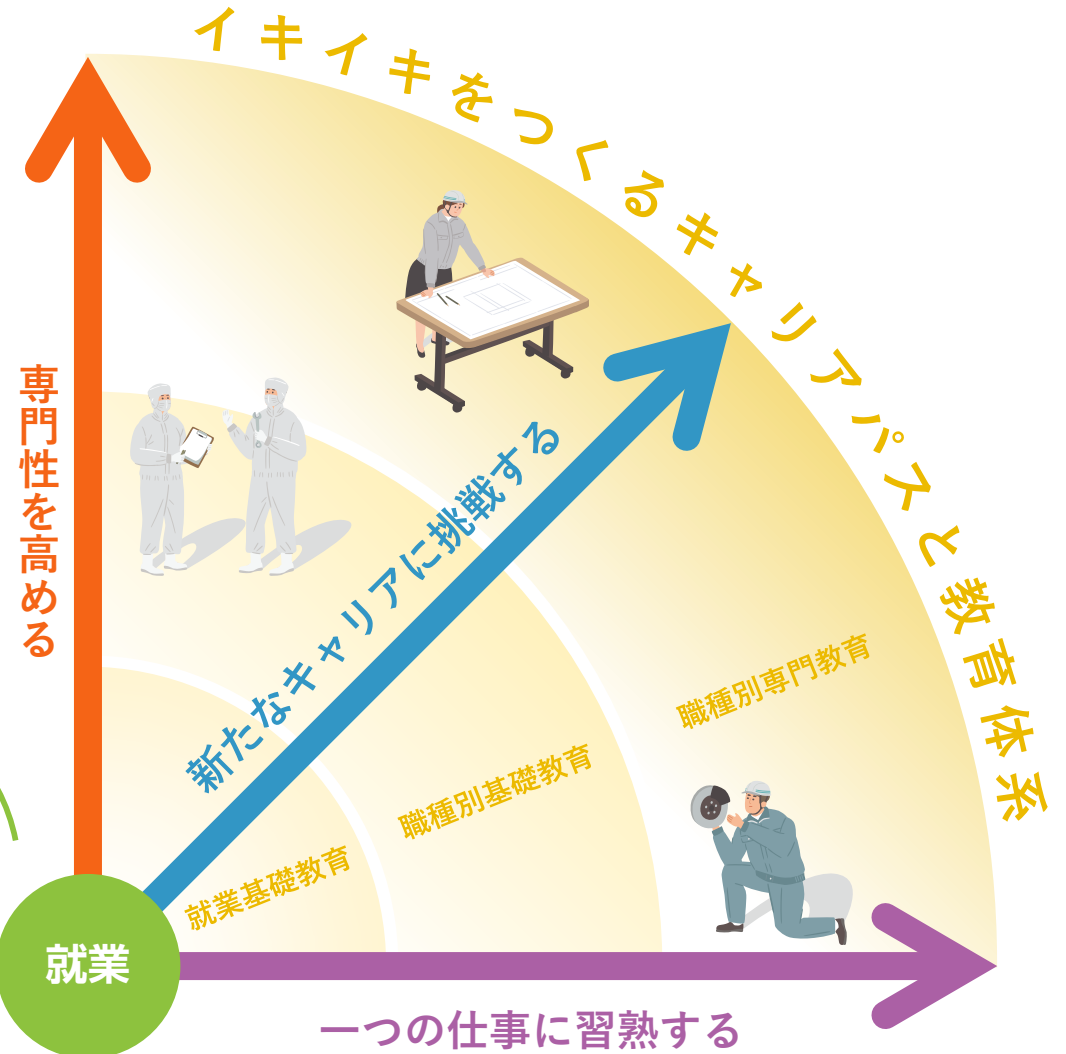 イキイキをつくるキャリアパスと教育体系
専門性を高める
新たなキャリアに挑戦する
職種別専門教育
職種別基礎教育
就業基礎教育
就業
一つの仕事に習熟する